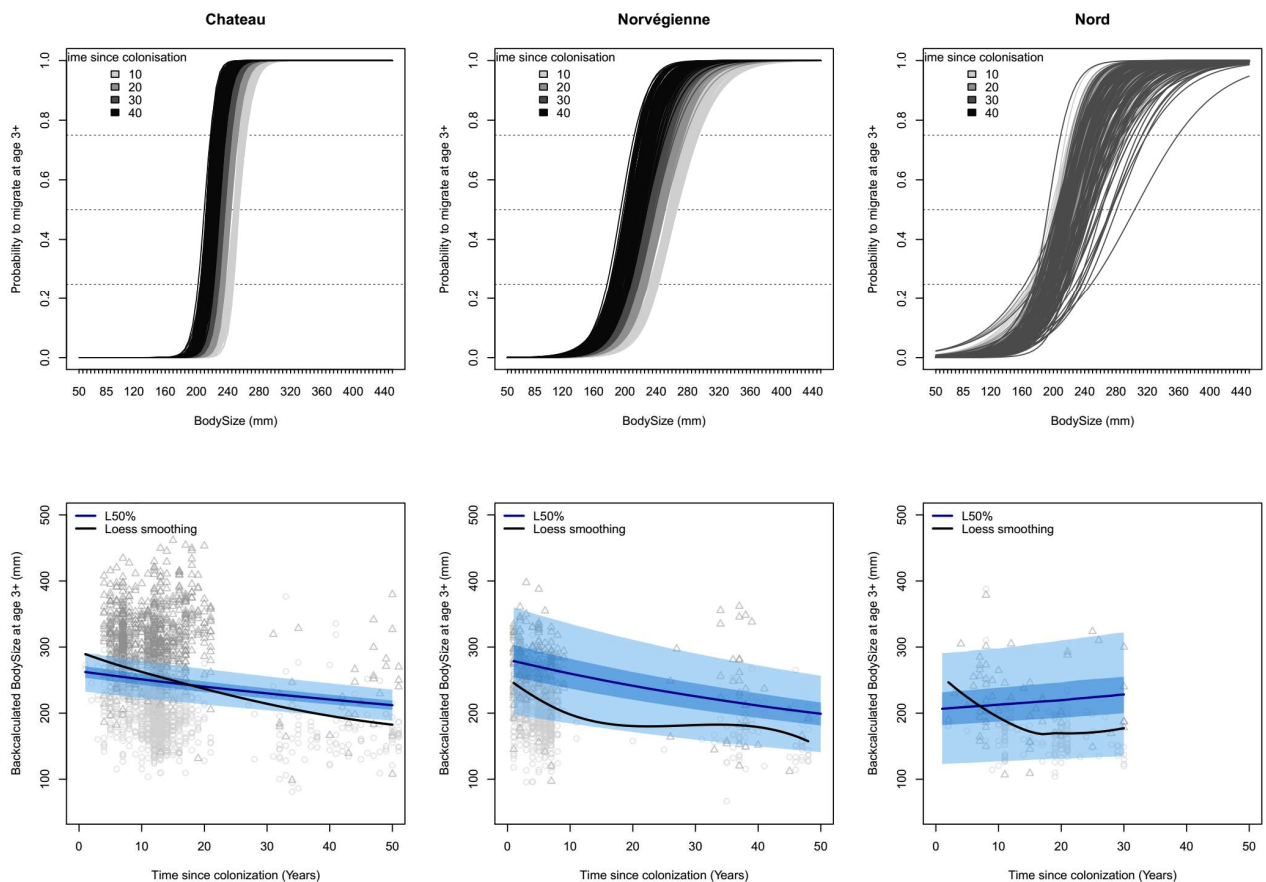 Chateau
Norvégienne
Nord
ime since colonisation
10
20
30
40
ime since colonisation
10
20
30
40
ime since colonisation
10
20
30
40
Probability to migrate at age 3+
1.0
0.8
0.6
0.4
0.2
0.0
50 85 120 160 200 240 280 320 360 400 440
BodySize (mm)
Probability to migrate at age 3+
1.0
0.8
0.6
0.4
0.2
0.0
50 85 120 160 200 240 280 320 360 400 440
BodySize (mm)
Probability to migrate at age 3+
1.0
0.8
0.6
0.4
0.2
0.0
50 85 120 160 200 240 280 320 360 400 440
BodySize (mm)
L50%
Loess smoothing
Backcalculated BodySize at age 3+ (mm)
500
400
300
200
100
0 10 20 30 40 50
Time since colonization (Years)
L50%
Loess smoothing
Backcalculated BodySize at age 3+ (mm)
500
400
300
200
100
0 10 20 30 40 50
Time since colonization (Years)
L50%
Loess smoothing
Backcalculated BodySize at age 3+ (mm)
500
400
300
200
100
0 10 20 30 40 50
Time since colonization (Years)